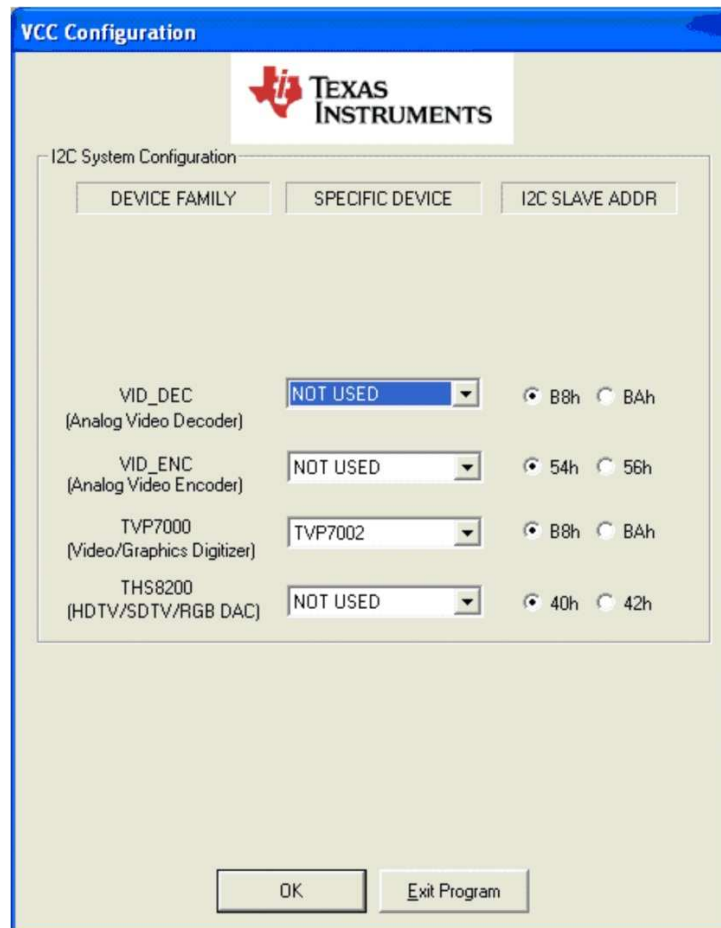 VCC Configuration
TEXAS
INSTRUMENTS
I2C System Configuration
DEVICE FAMILY SPECIFIC DEVICE I2C SLAVE ADDR
VID_DEC NOT USED B8h BAh
(Analog Video Decoder)
VID_ENC NOT USED 54h 56h
(Analog Video Encoder)
TVP7000 TVP7002 B8h BAh
(Video/Graphics Digitizer)
THS8200 NOT USED 40h 42h
(HDTV/SDTV/RGB DAC)
OK Exit Program